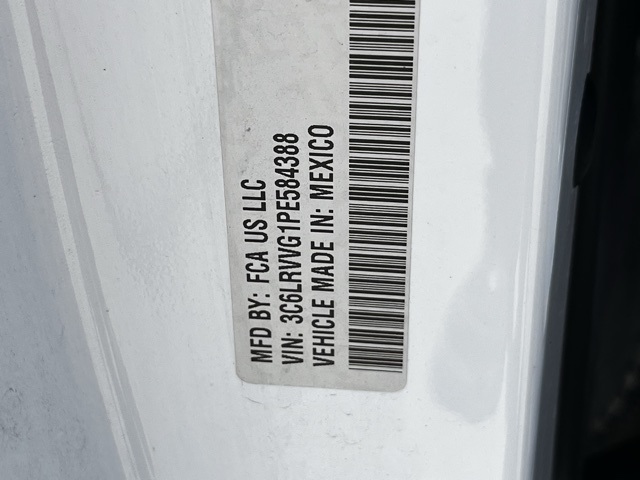 MFD BY: FCA US LLC
VIN: 3C6LRVVG1PE584388
VEHICLE MADE IN: MEXICO